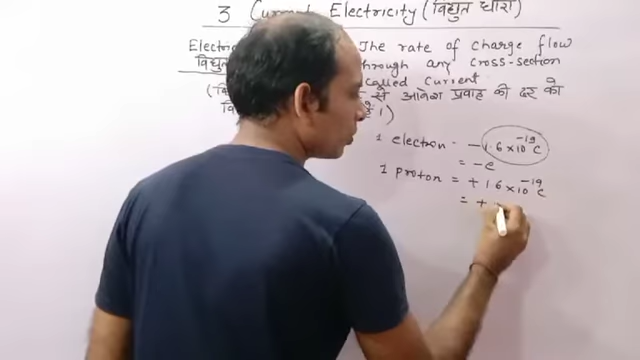 3 Current Electricity (विद्युत धारा)
Electric The rate of charge flow
विद्युत through any cross-section
called Current
से आवेश प्रवाह की दर को
1 electron = - 1.6 x 10^-19 C
= - e
1 proton = + 1.6 x 10^-19 C
= +